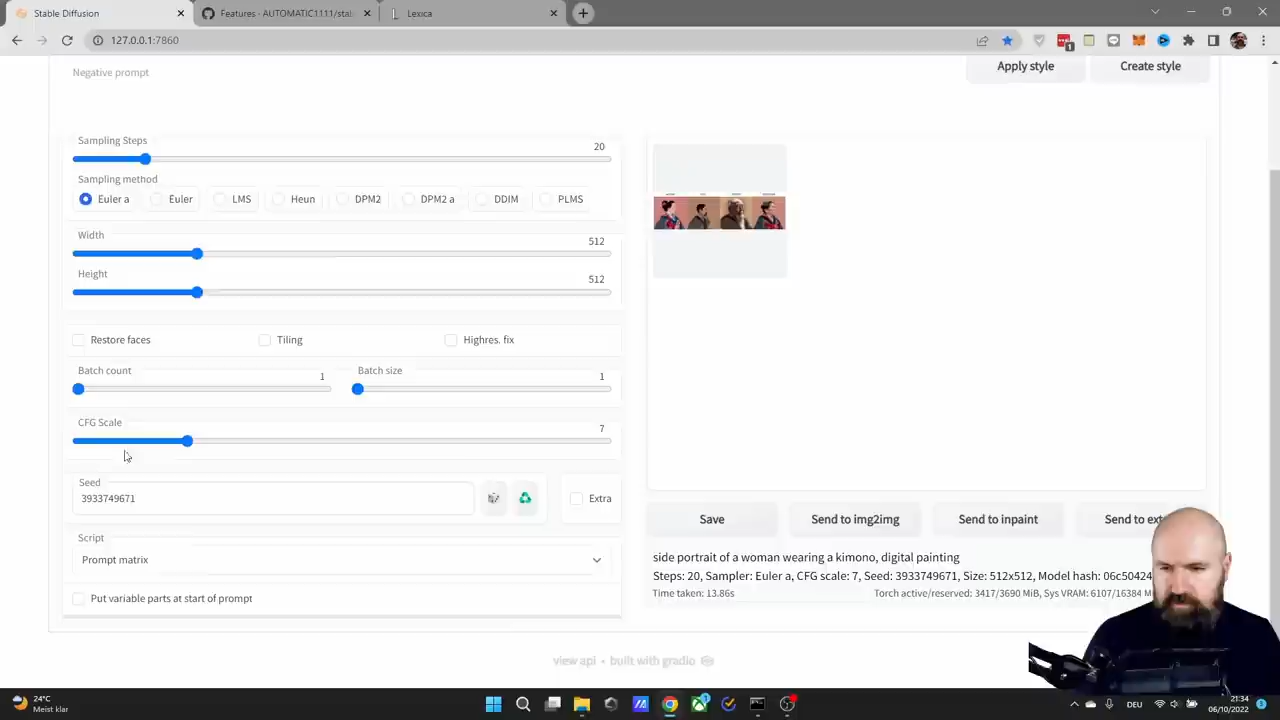 Stable Diffusion
Features - AUTOMATIC1111/stal
Lexica
127.0.0.1:7860
1
Negative prompt
Apply style
Create style
Sampling Steps
20
Sampling method
Euler a
Euler
LMS
Heun
DPM2
DPM2 a
DDIM
PLMS
Width
512
Height
512
Restore faces
Tiling
Highres. fix
Batch count
1
Batch size
1
CFG Scale
7
Seed
3933749671
Extra
Script
Prompt matrix
Put variable parts at start of prompt
Save
Send to img2img
Send to inpaint
Send to ext
side portrait of a woman wearing a kimono, digital painting
Steps: 20, Sampler: Euler a, CFG scale: 7, Seed: 3933749671, Size: 512x512, Model hash: 06c50424
Time taken: 13.86s
Torch active/reserved: 3417/3690 MiB, Sys VRAM: 6107/16384 M
view api • built with gradio
24°C
Meist klar
1
DEU
21:34
06/10/2022
3